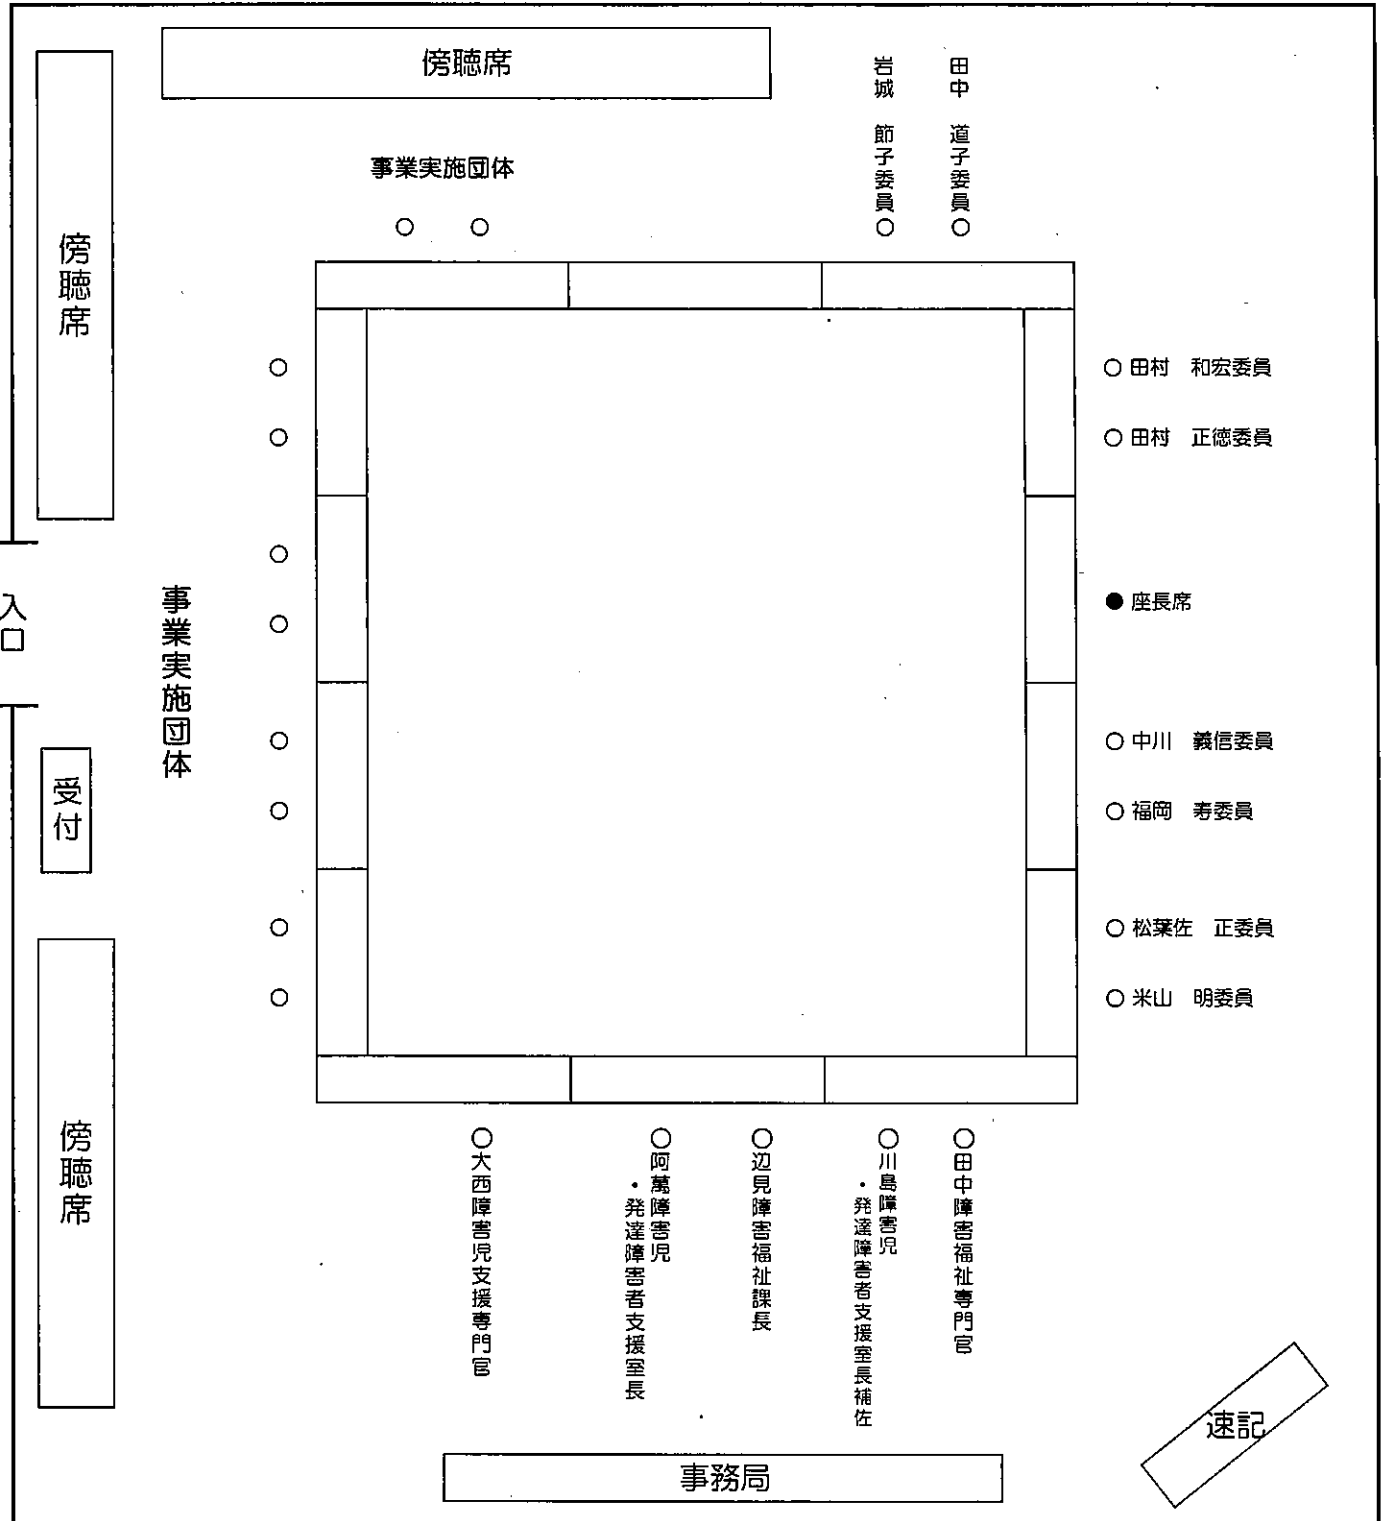 傍聴席
岩城　節子委員
田中　道子委員
事業実施団体
傍聴席
田村　和宏委員
田村　正徳委員
座長席
入口
事業実施団体
中川　義信委員
受付
福岡　寿委員
松葉佐　正委員
米山　明委員
傍聴席
大西障害児支援専門官
阿萬障害児
・発達障害者支援室長
辺見障害福祉課長
川島障害児
・発達障害者支援室長補佐
田中障害福祉専門官
速記
事務局